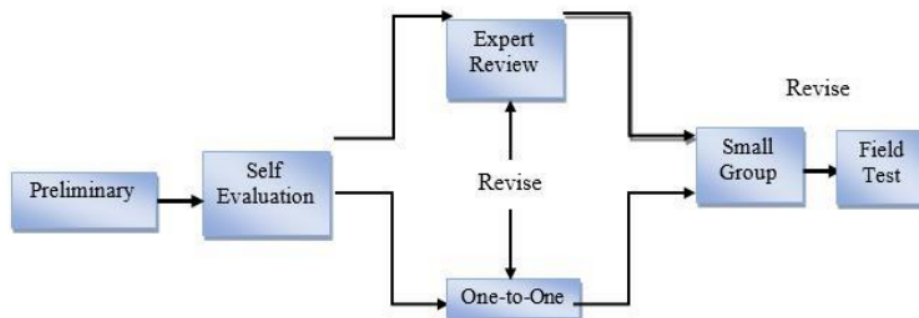 Preliminary
Self
Evaluation
Expert
Review
Revise
One-to-One
Small
Group
Revise
Field
Test